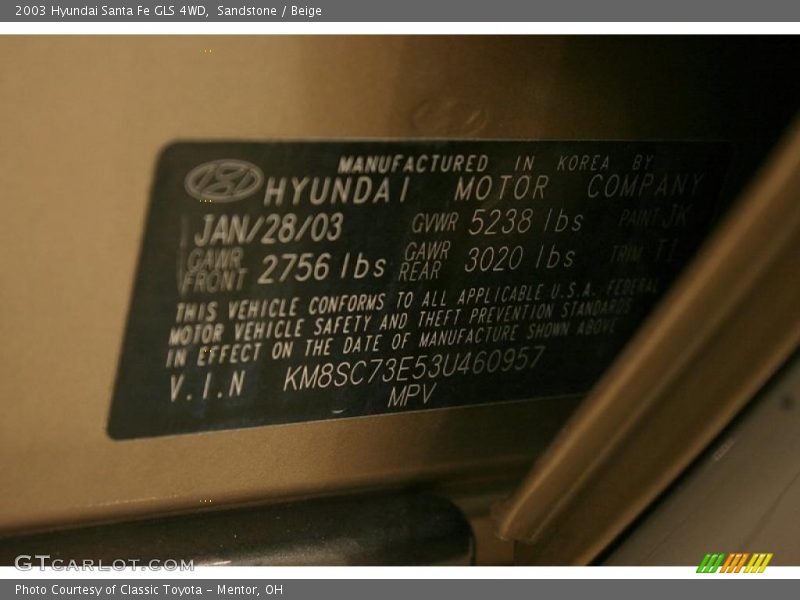 2003 Hyundai Santa Fe GLS 4WD, Sandstone / Beige
MANUFACTURED IN KOREA BY
HYUNDAI MOTOR COMPANY
JAN/28/03 GVWR 5238 lbs PAINT JK
GAWR FRONT 2756 lbs GAWR REAR 3020 lbs TRIM TI
THIS VEHICLE CONFORMS TO ALL APPLICABLE U.S.A. FEDERAL
MOTOR VEHICLE SAFETY AND THEFT PREVENTION STANDARDS
IN EFFECT ON THE DATE OF MANUFACTURE SHOWN ABOVE
V.I.N KM8SC73E53U460957
MPV
GTcarlot.com
Photo Courtesy of Classic Toyota - Mentor, OH